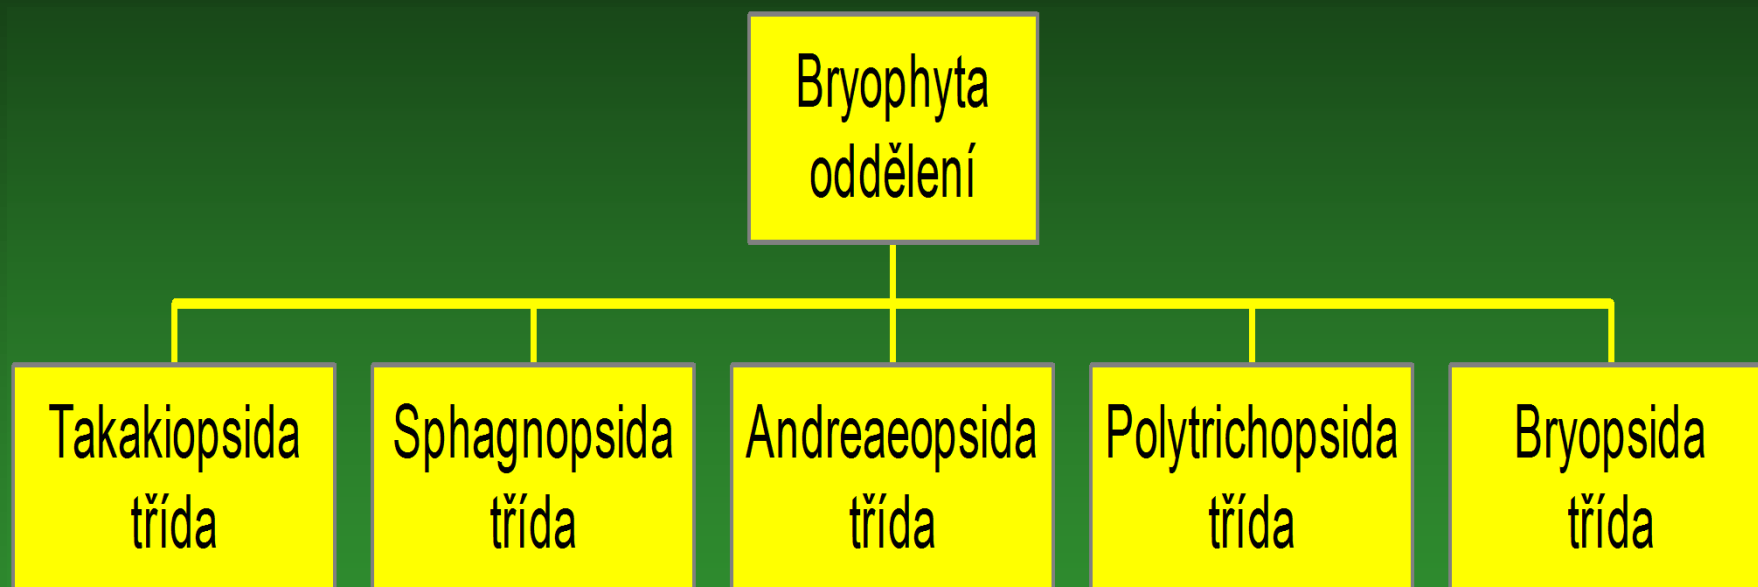 Bryophyta
oddělení
Takakiopsida
třída
Sphagnopsida
třída
Andreaeopsida
třída
Polytrichopsida
třída
Bryopsida
třída